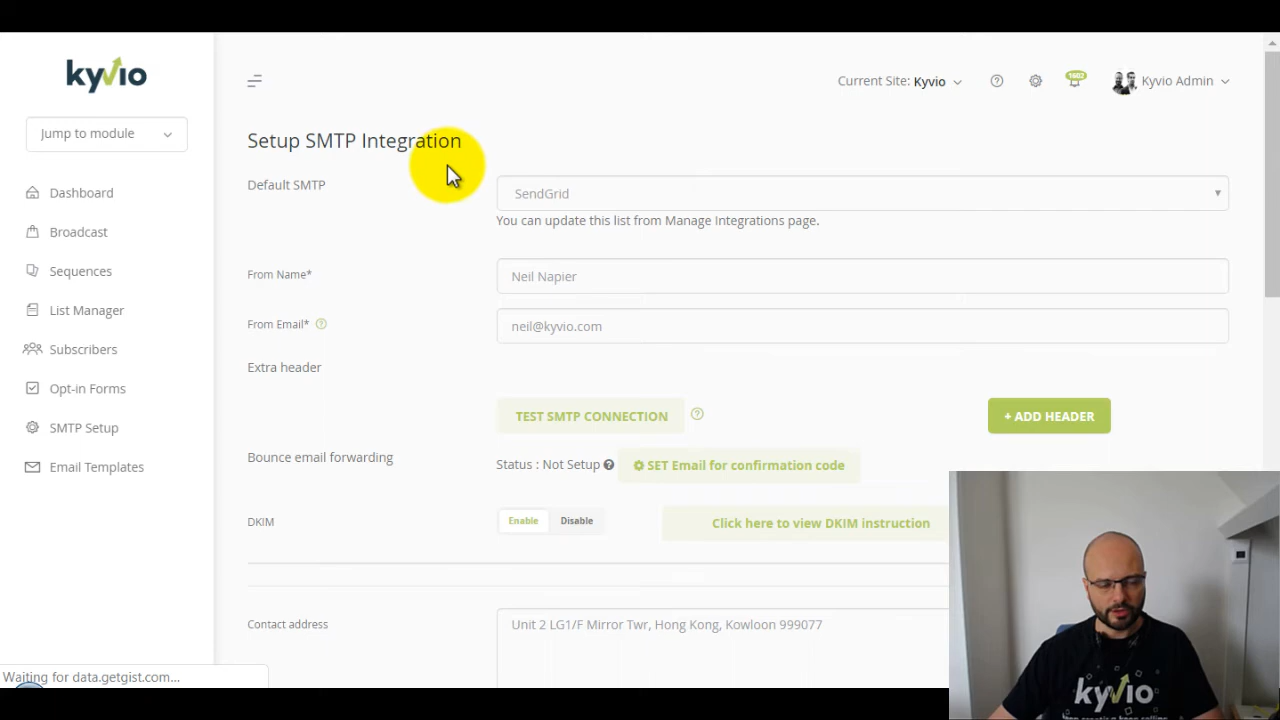 kyvio
Current Site: Kyvio
1602
Kyvio Admin
Jump to module
Setup SMTP Integration
Default SMTP
SendGrid
You can update this list from Manage Integrations page.
Dashboard
Broadcast
Sequences
List Manager
Subscribers
Opt-in Forms
SMTP Setup
Email Templates
From Name*
Neil Napier
From Email*
neil@kyvio.com
Extra header
TEST SMTP CONNECTION
+ ADD HEADER
Bounce email forwarding
Status : Not Setup
SET Email for confirmation code
DKIM
Enable
Disable
Click here to view DKIM instruction
Contact address
Unit 2 LG1/F Mirror Twr, Hong Kong, Kowloon 999077
Waiting for data.getgist.com...
kyvio